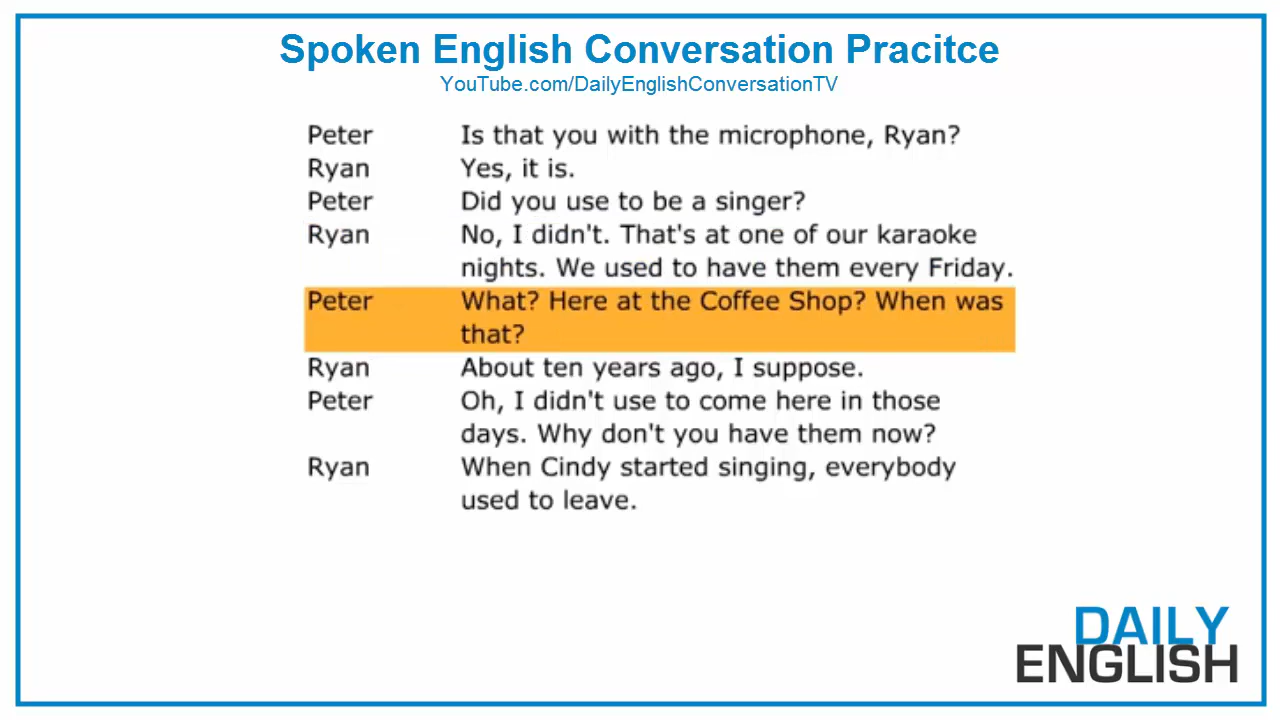 Spoken English Conversation Pracitce
YouTube.com/DailyEnglishConversationTV
Peter Is that you with the microphone, Ryan?
Ryan Yes, it is.
Peter Did you use to be a singer?
Ryan No, I didn't. That's at one of our karaoke
nights. We used to have them every Friday.
Peter What? Here at the Coffee Shop? When was
that?
Ryan About ten years ago, I suppose.
Peter Oh, I didn't use to come here in those
days. Why don't you have them now?
Ryan When Cindy started singing, everybody
used to leave.
DAILY
ENGLISH